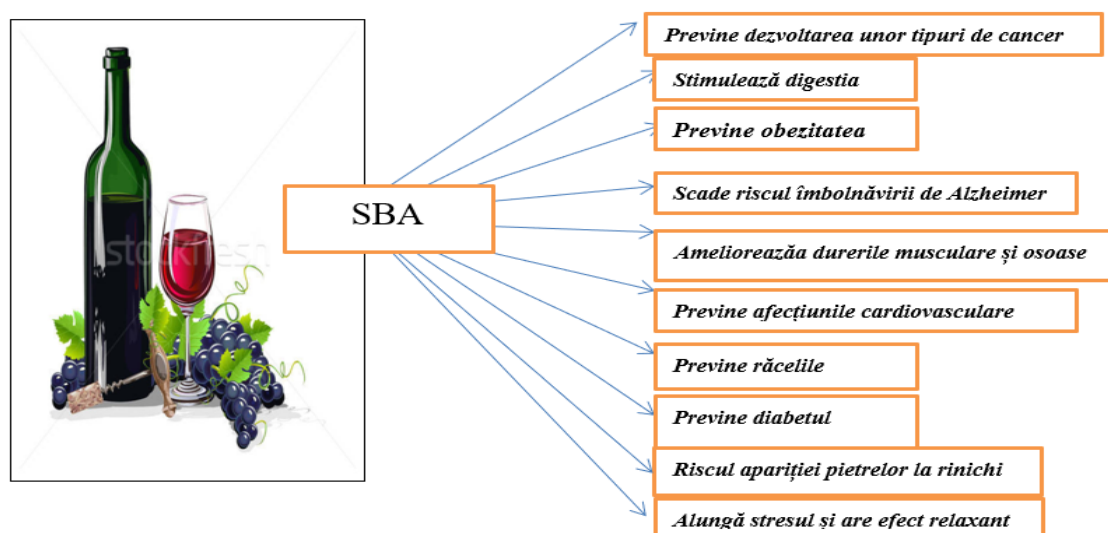 Previne dezvoltarea unor tipuri de cancer
Stimulează digestia
Previne obezitatea
Scade riscul îmbolnăvirii de Alzheimer
SBA
stockfresh
Ameliorezăa durerile musculare și osoase
Previne afecțiunile cardiovasculare
Previne răcelile
Previne diabetul
Riscul apariției pietrelor la rinichi
Alungă stresul și are efect relaxant